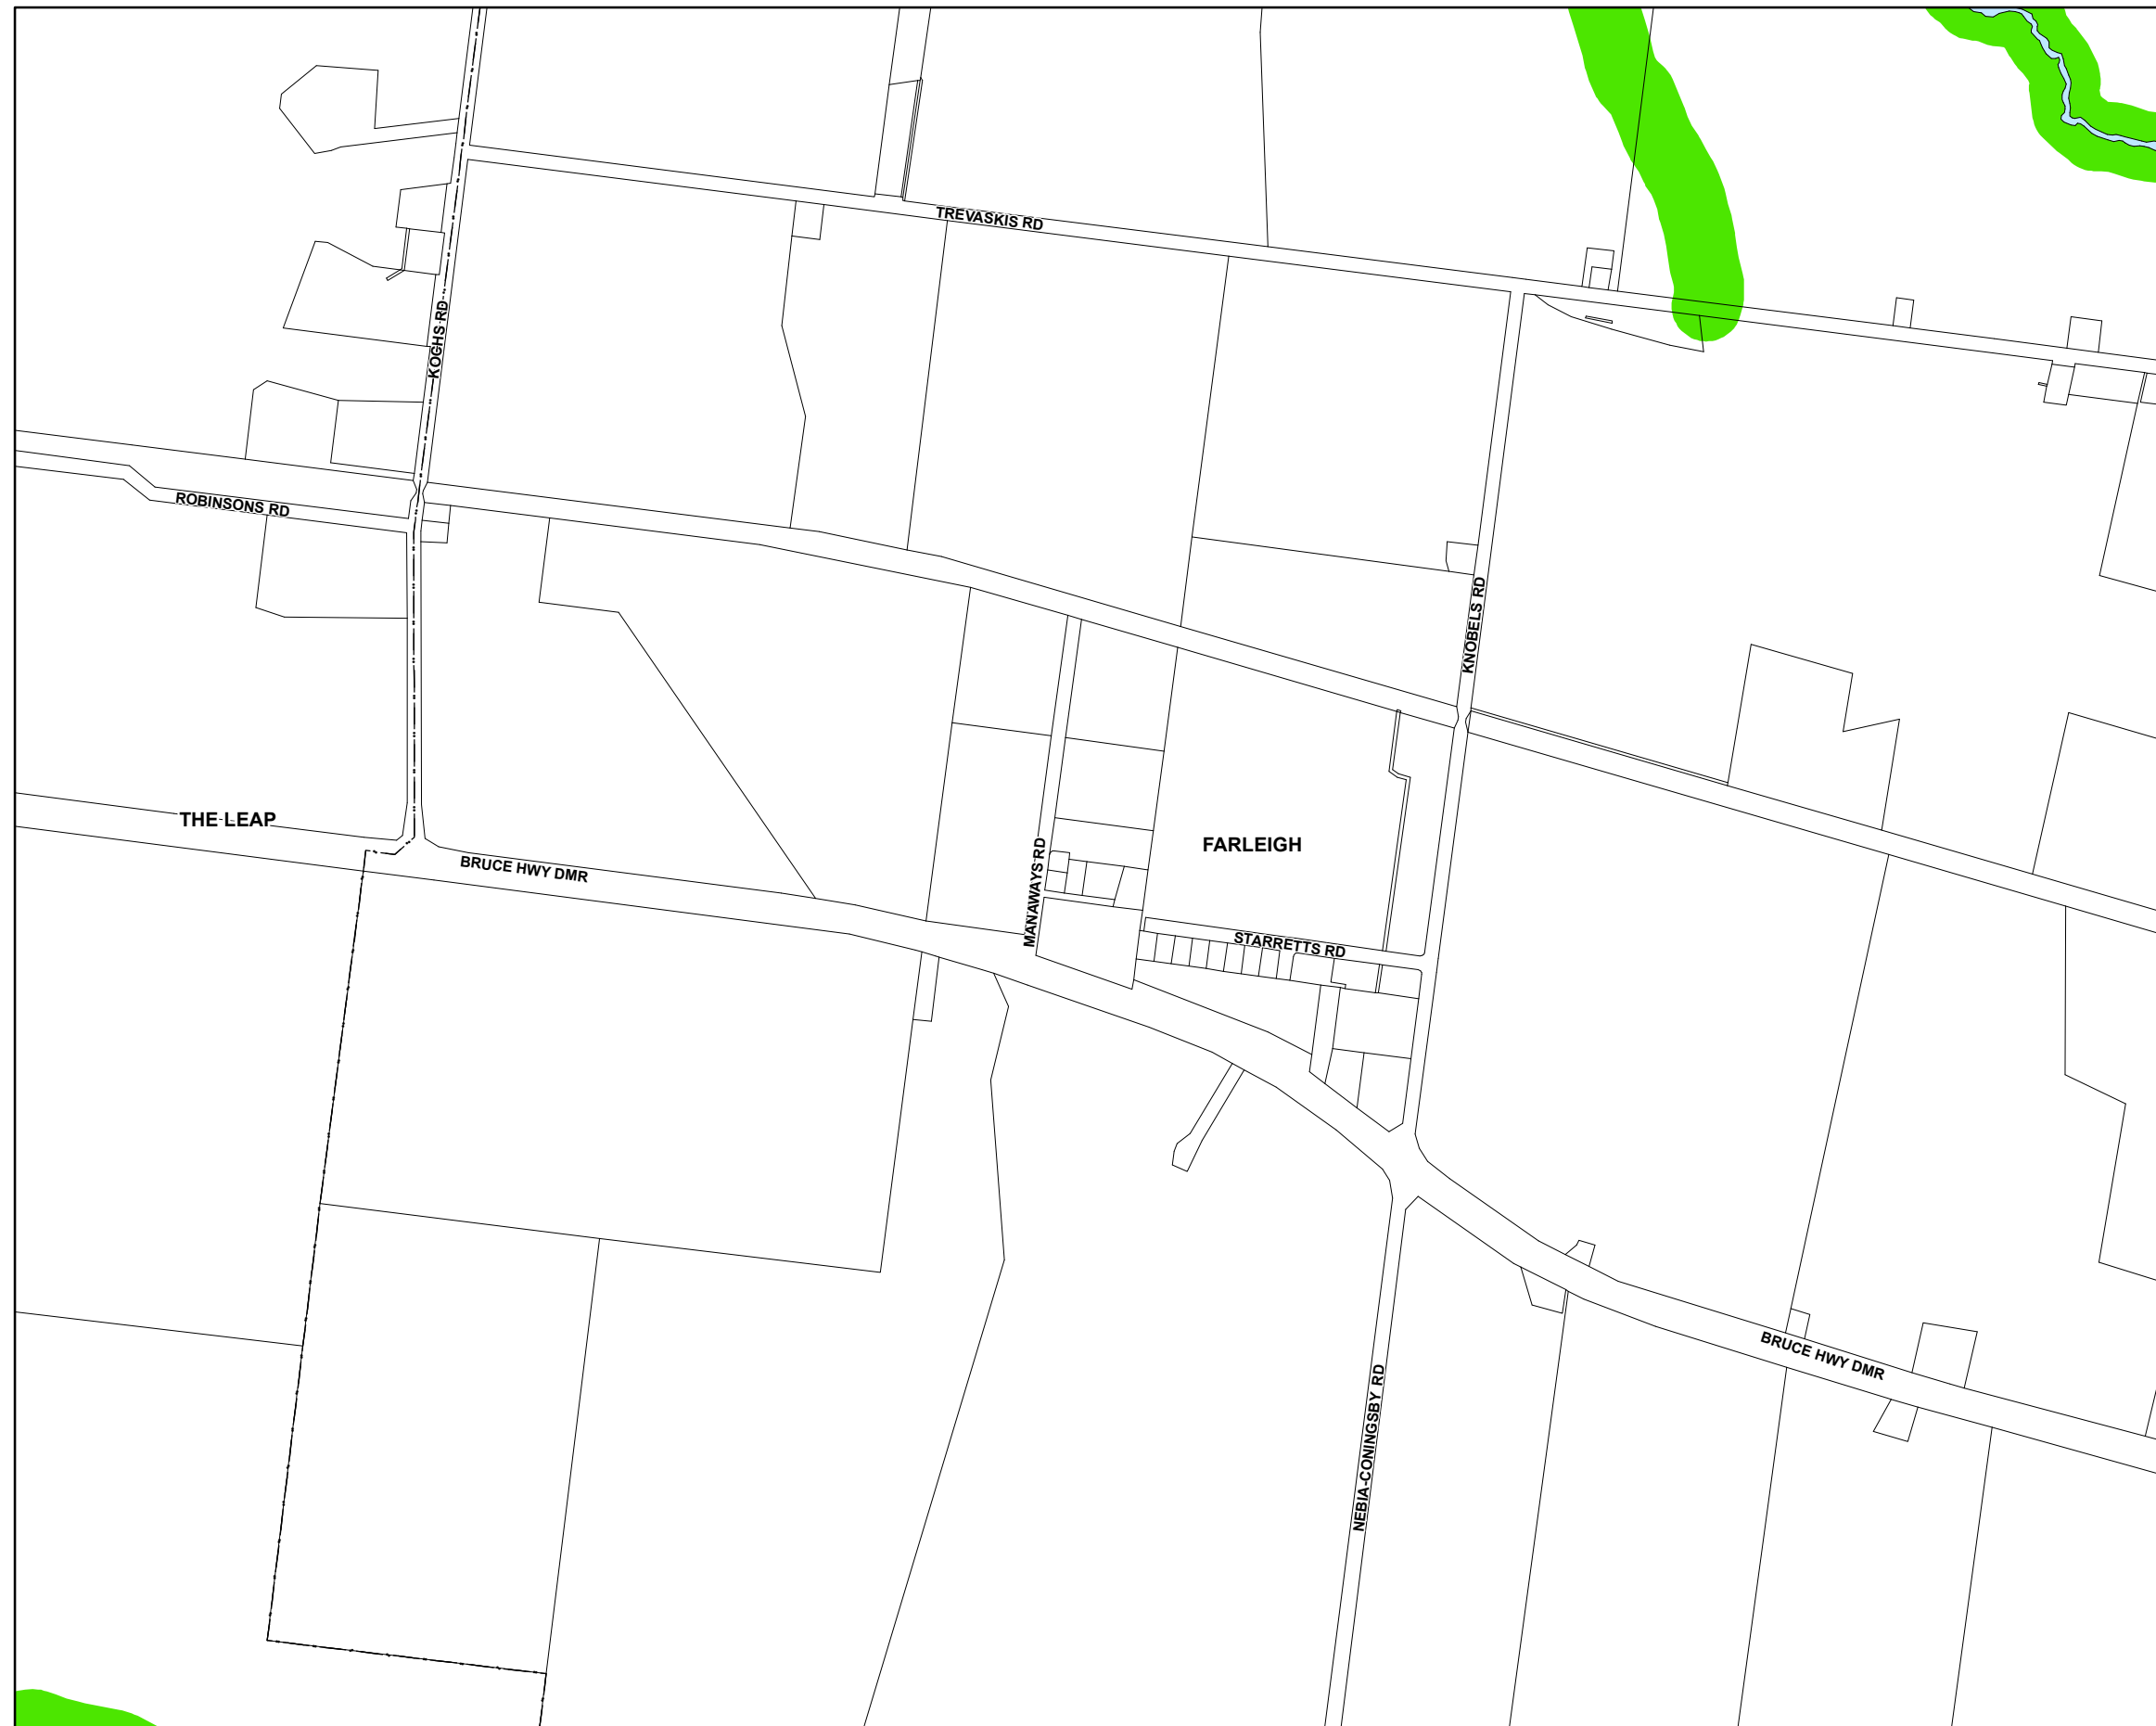 TREVASKIS RD
KOGHS RD
ROBINSONS RD
KNOBELS RD
THE LEAP
FARLEIGH
BRUCE HWY DMR
MANAWAYS RD
STARRETTS RD
BRUCE HWY DMR
NEBIA-CONINGSBY RD